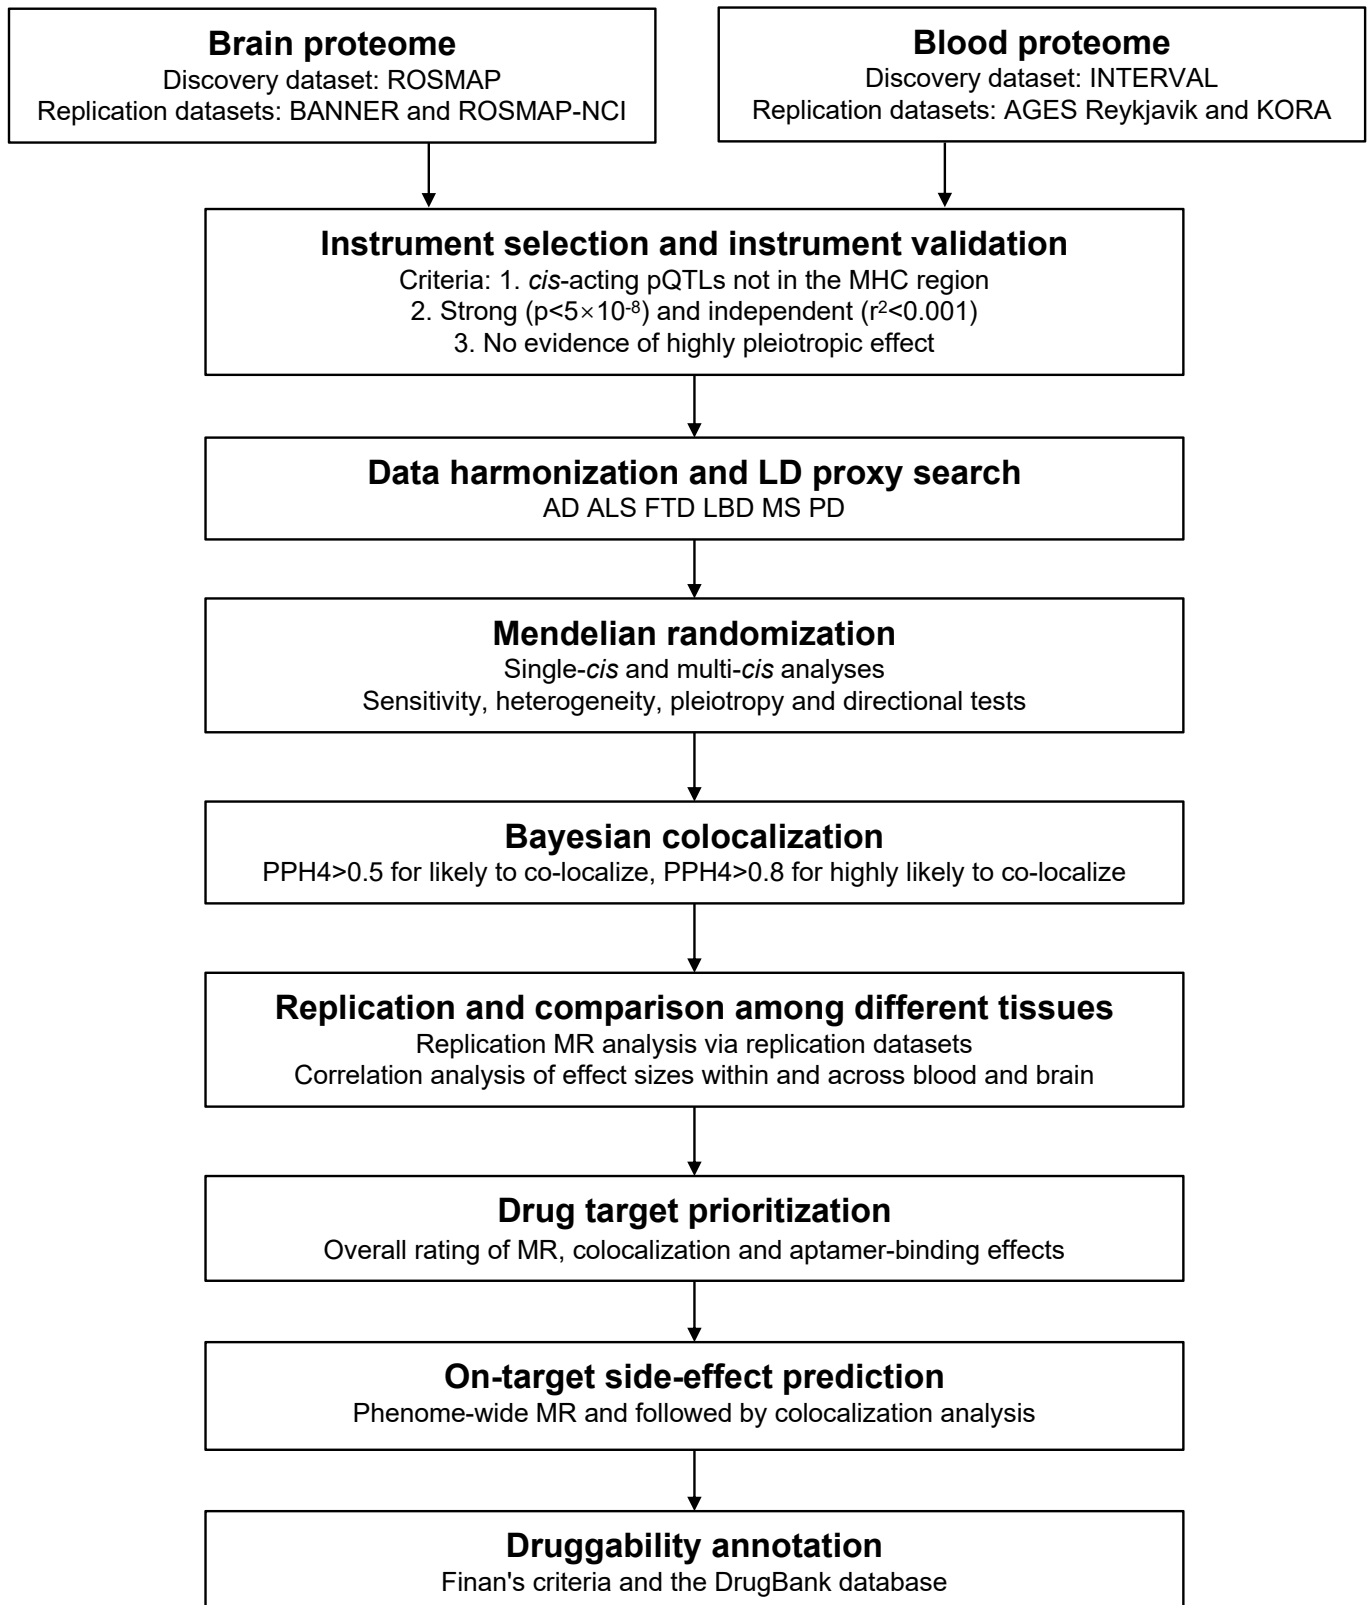 Brain proteome
Discovery dataset: ROSMAP
Replication datasets: BANNER and ROSMAP-NCI
Blood proteome
Discovery dataset: INTERVAL
Replication datasets: AGES Reykjavik and KORA
Instrument selection and instrument validation
Criteria: 1. cis-acting pQTLs not in the MHC region
2. Strong (p<5×10⁻⁸) and independent (r²<0.001)
3. No evidence of highly pleiotropic effect
Data harmonization and LD proxy search
AD ALS FTD LBD MS PD
Mendelian randomization
Single-cis and multi-cis analyses
Sensitivity, heterogeneity, pleiotropy and directional tests
Bayesian colocalization
PPH4>0.5 for likely to co-localize, PPH4>0.8 for highly likely to co-localize
Replication and comparison among different tissues
Replication MR analysis via replication datasets
Correlation analysis of effect sizes within and across blood and brain
Drug target prioritization
Overall rating of MR, colocalization and aptamer-binding effects
On-target side-effect prediction
Phenome-wide MR and followed by colocalization analysis
Druggability annotation
Finan's criteria and the DrugBank database